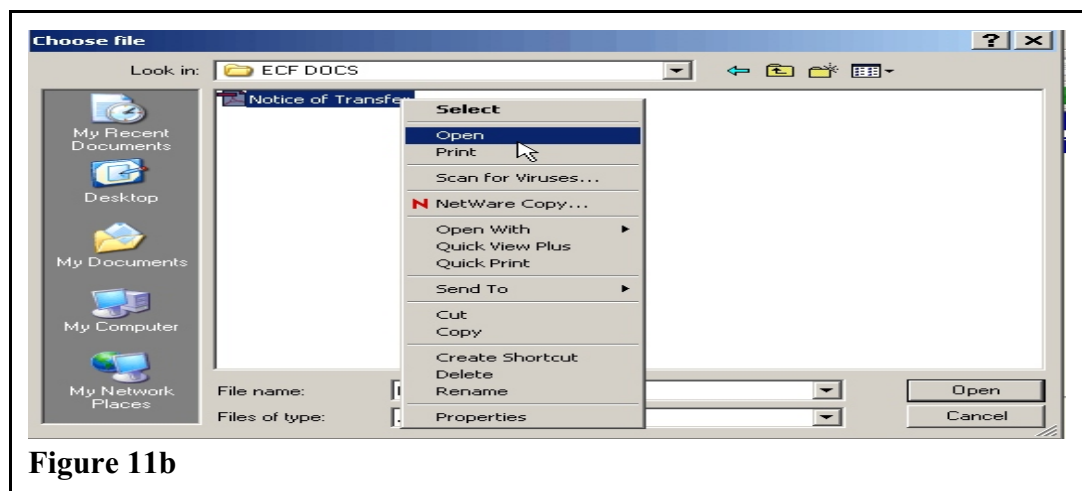 Choose file
Look in: ECF DOCS
My Recent
Documents
Desktop
My Documents
My Computer
My Network
Places
Notice of Transfer
Select
Open
Print
Scan for Viruses...
N NetWare Copy...
Open With
Quick View Plus
Quick Print
Send To
Cut
Copy
Create Shortcut
Delete
Rename
Properties
File name:
Open
Files of type:
Cancel
Figure 11b